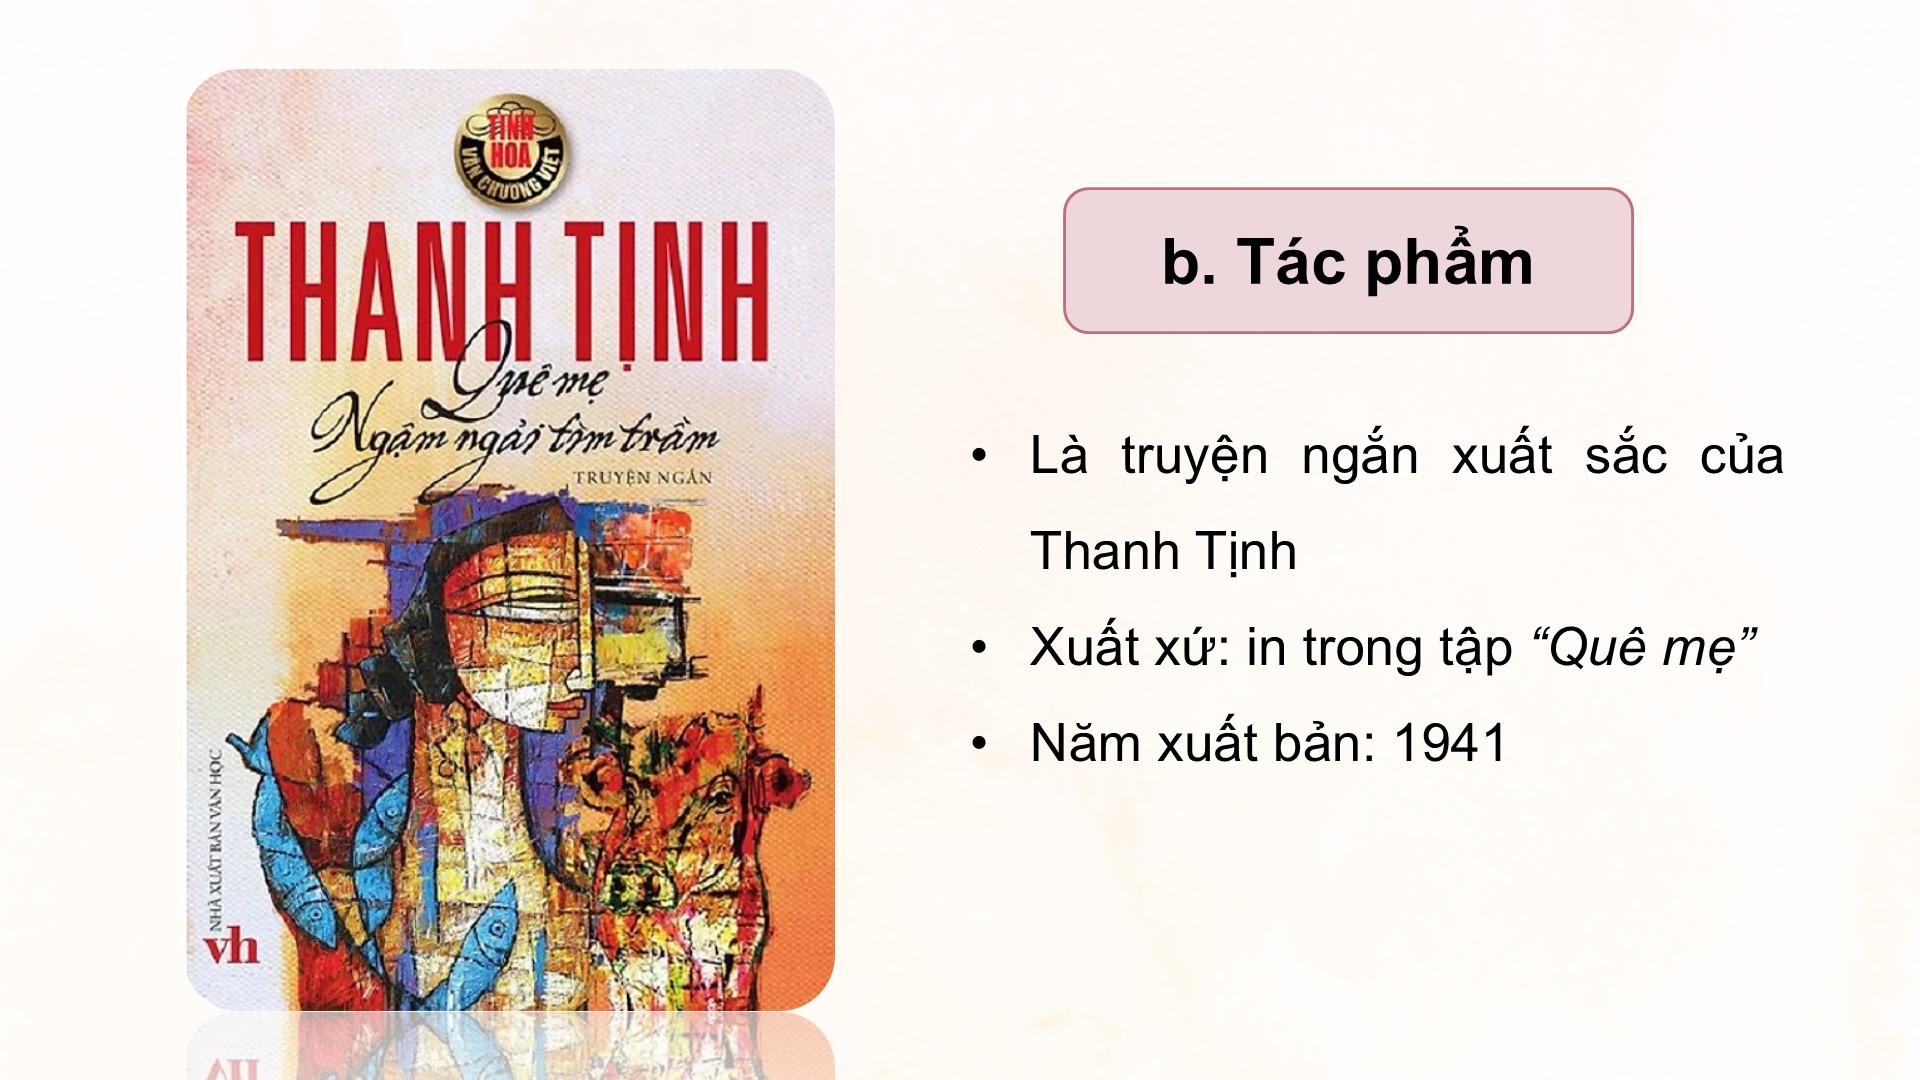 TINH
HOA
VĂN CHƯƠNG VIỆT
THANH TỊNH
Quê mẹ
Ngậm ngải tìm trầm
TRUYỆN NGẮN
NHÀ XUẤT BẢN VĂN HỌC
vh
b. Tác phẩm
• Là truyện ngắn xuất sắc của
Thanh Tịnh
• Xuất xứ: in trong tập “Quê mẹ”
• Năm xuất bản: 1941